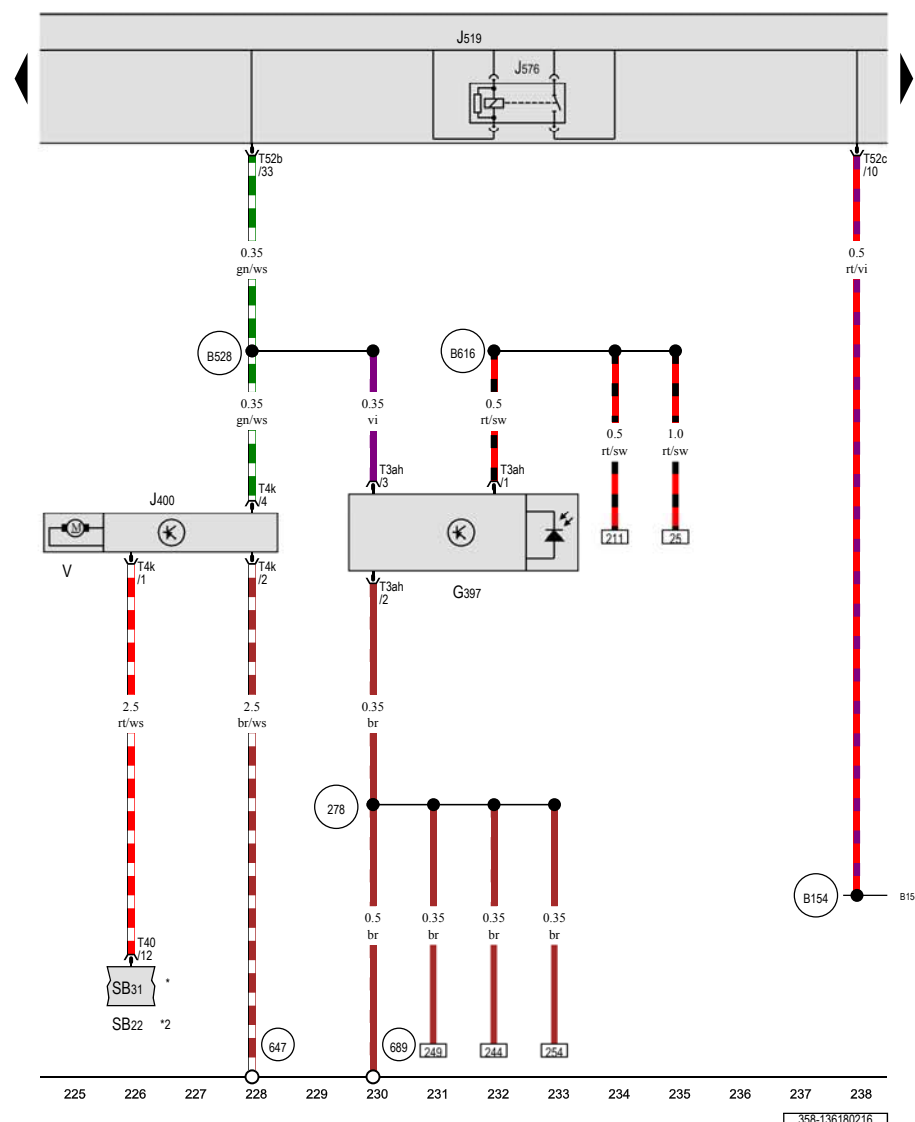 J519
J576
T52b
/33
T52c
/10
0.35
gn/ws
0.5
rt/vi
B528
B616
0.35
gn/ws
0.35
vi
0.5
rt/sw
0.5
rt/sw
1.0
rt/sw
T4k
/4
T3ah
/3
T3ah
/1
J400
M
211
25
V
T4k
/1
T4k
/2
T3ah
/2
G397
2.5
rt/ws
2.5
br/ws
0.35
br
278
B154
B15
0.5
br
0.35
br
0.35
br
0.35
br
T40
/12
SB31 *
SB22 *2
647
689
249
244
254
225 226 227 228 229 230 231 232 233 234 235 236 237 238
358-136180216